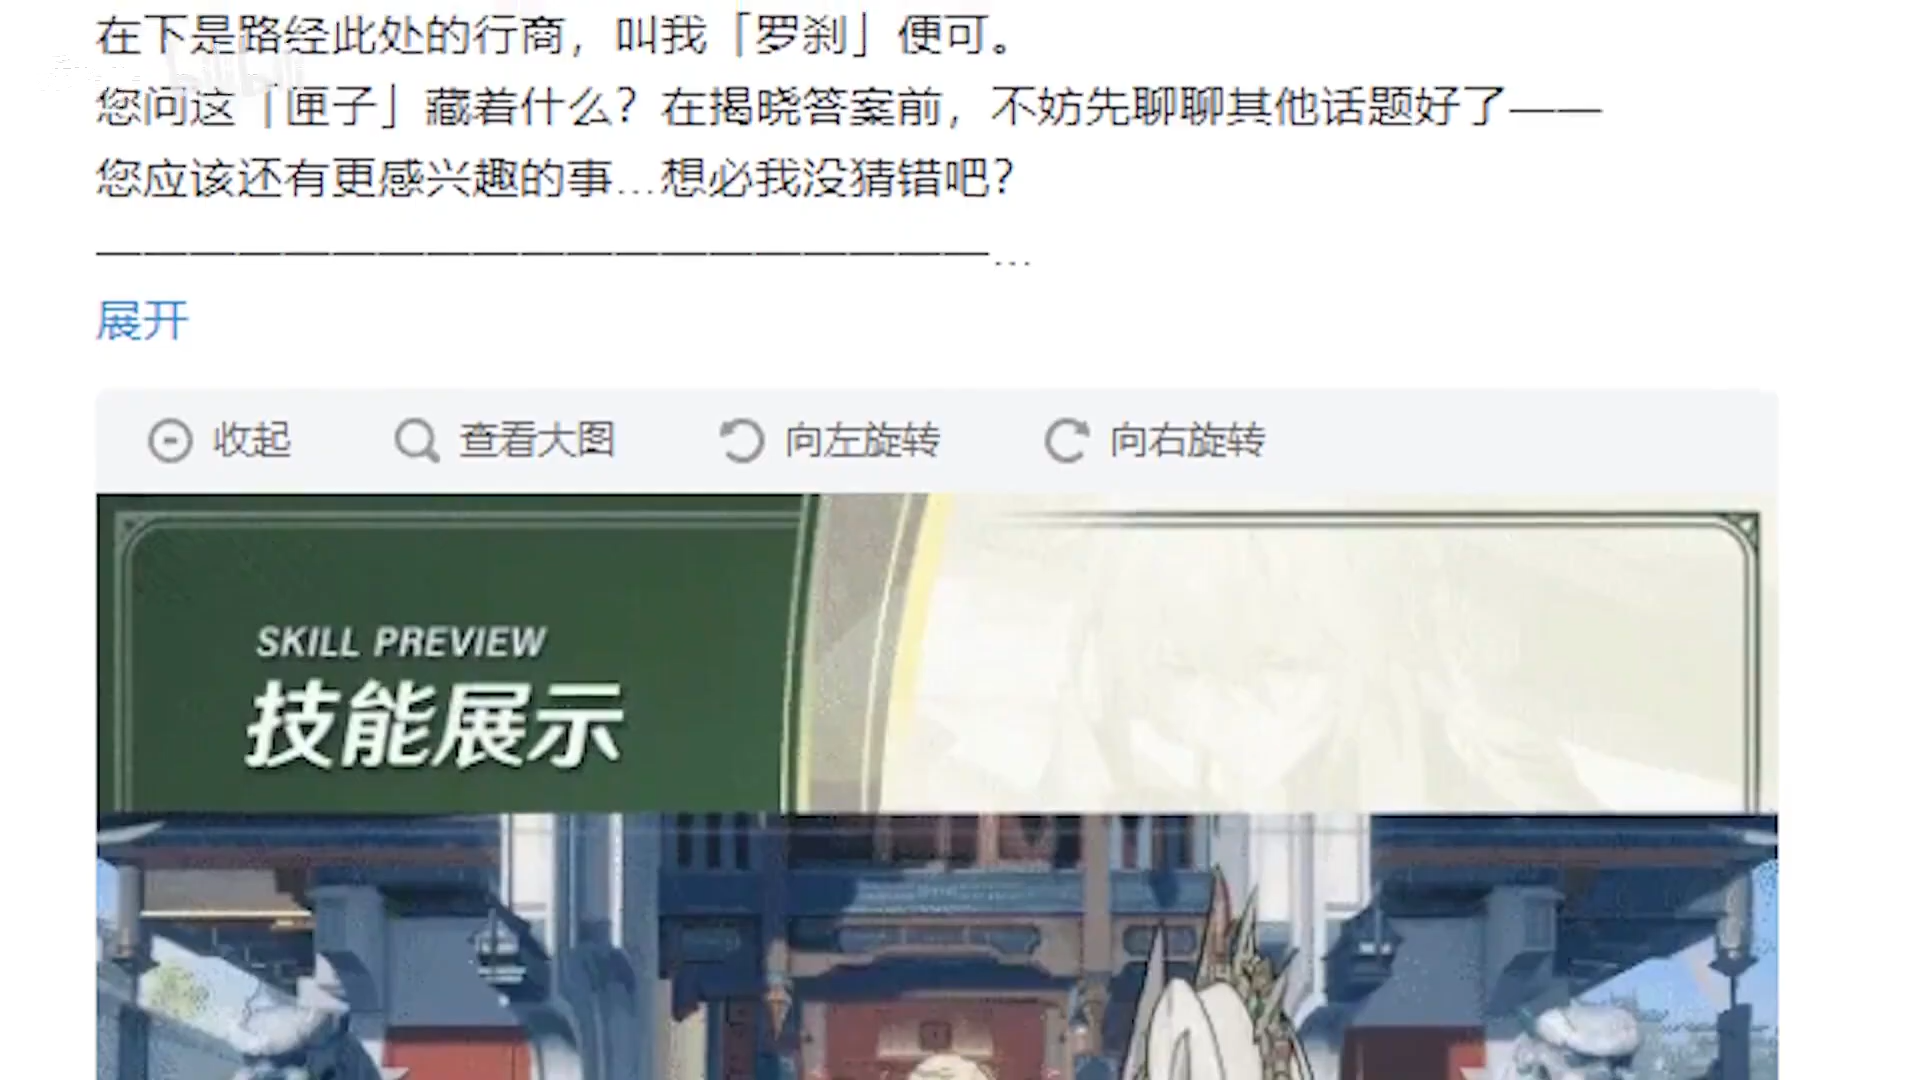 在下是路经此处的行商，叫我「罗刹」便可。
您问这「匣子」藏着什么？在揭晓答案前，不妨先聊聊其他话题好了——
您应该还有更感兴趣的事…想必我没猜错吧？
———————————————————…
展开
收起 查看大图 向左旋转 向右旋转
SKILL PREVIEW
技能展示